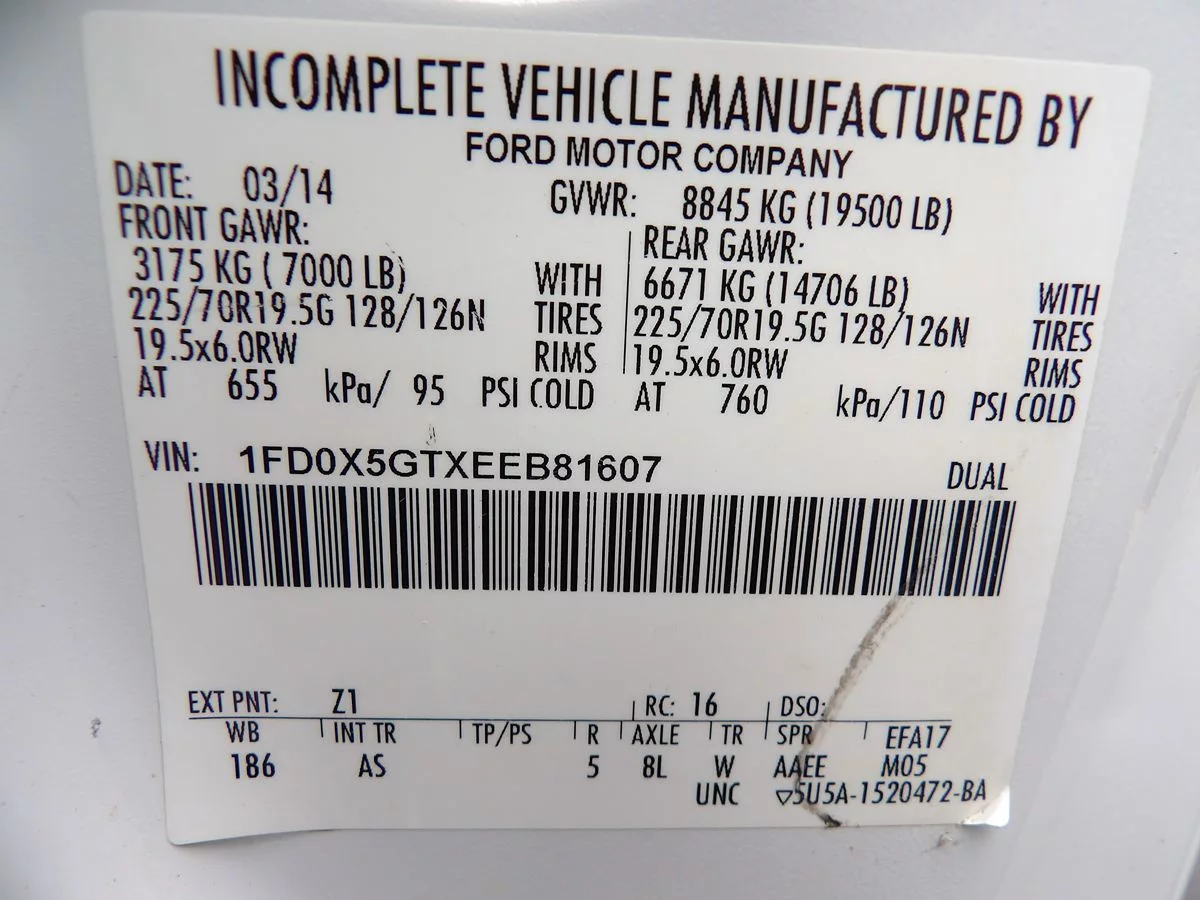 INCOMPLETE VEHICLE MANUFACTURED BY
FORD MOTOR COMPANY
DATE: 03/14 GVWR: 8845 KG (19500 LB)
FRONT GAWR: REAR GAWR:
3175 KG ( 7000 LB) WITH 6671 KG (14706 LB) WITH
225/70R19.5G 128/126N TIRES 225/70R19.5G 128/126N TIRES
19.5x6.0RW RIMS 19.5x6.0RW RIMS
AT 655 kPa/ 95 PSI COLD AT 760 kPa/110 PSI COLD
VIN: 1FD0X5GTXEEB81607 DUAL
EXT PNT: Z1 RC: 16 DSO:
WB INT TR TP/PS R AXLE TR SPR EFA17
186 AS 5 8L W AAEE M05
UNC ▽5U5A-1520472-BA